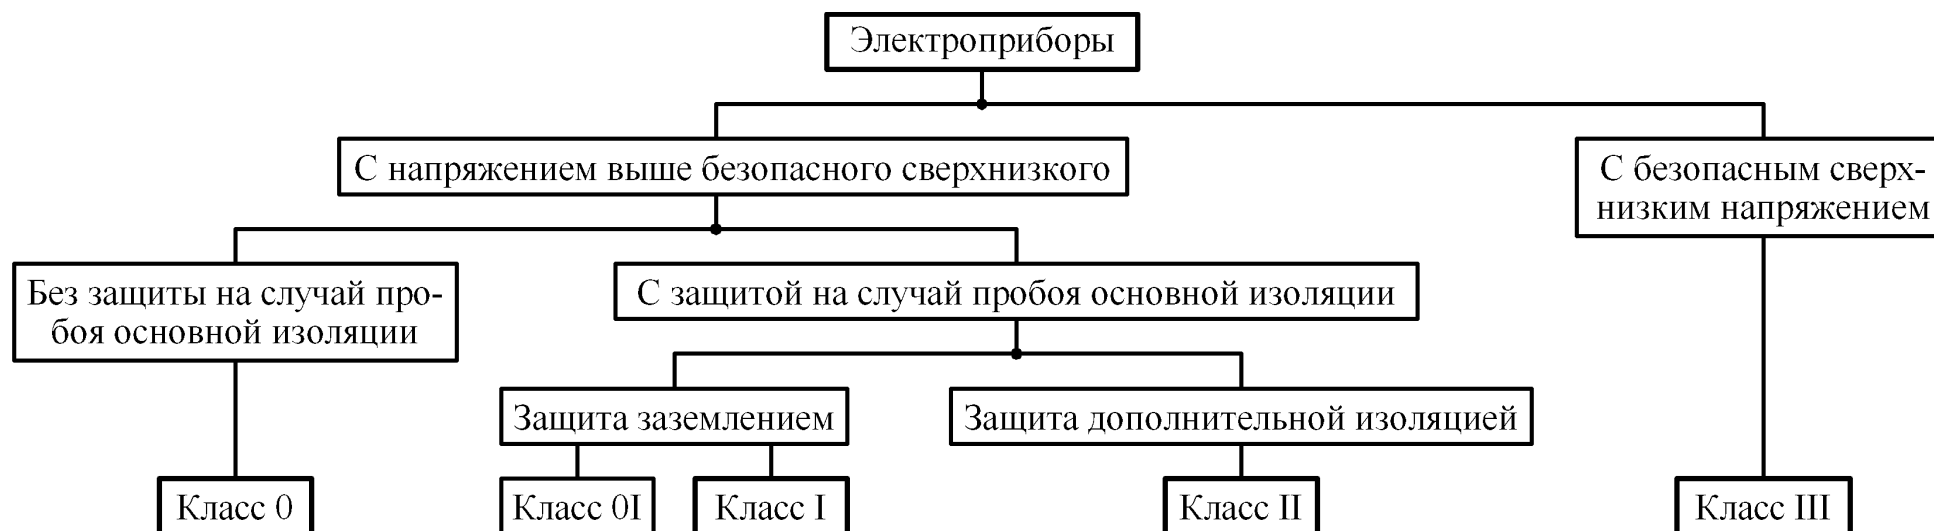 Электроприборы
С напряжением выше безопасного сверхнизкого
С безопасным сверх-
низким напряжением
Без защиты на случай про-
боя основной изоляции
С защитой на случай пробоя основной изоляции
Защита заземлением
Защита дополнительной изоляцией
Класс 0
Класс 0I
Класс I
Класс II
Класс III